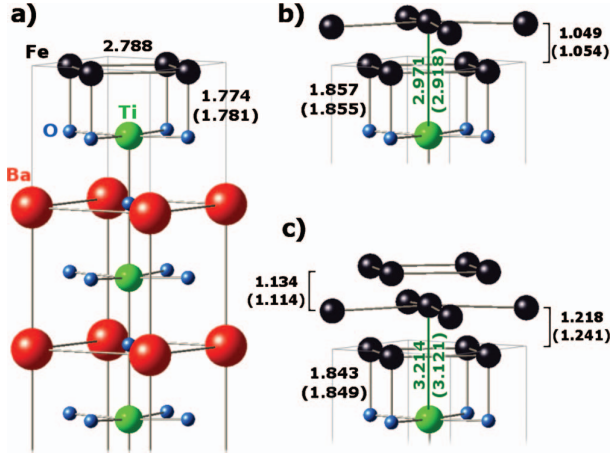 a)
Fe
2.788
1.774
(1.781)
Ti
O
Ba
b)
1.049
(1.054)
1.857
(1.855)
2.971
(2.918)
c)
1.134
(1.114)
1.218
(1.241)
1.843
(1.849)
3.214
(3.121)